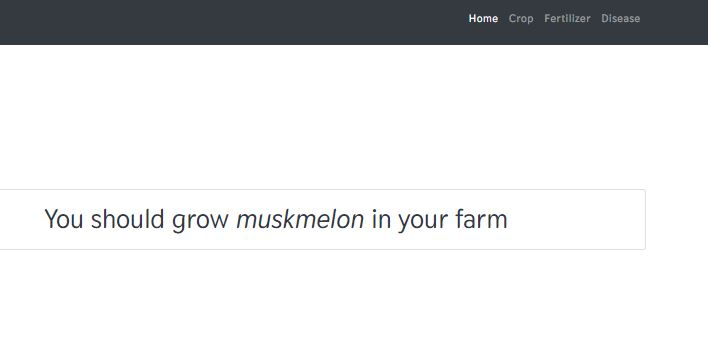 Home Crop Fertilizer Disease
You should grow muskmelon in your farm